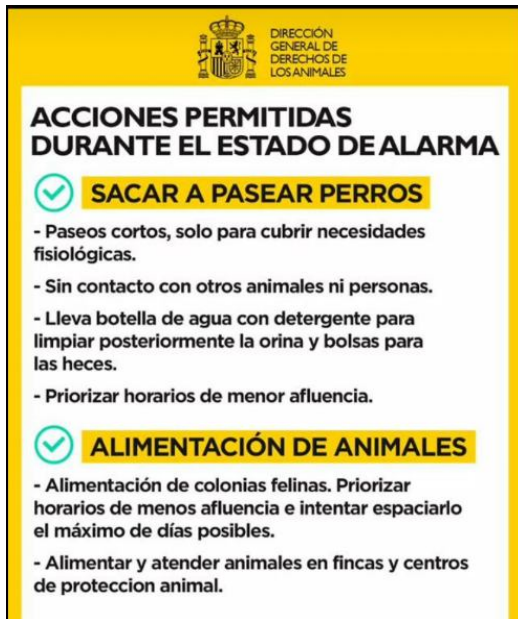 DIRECCIÓN
GENERAL DE
DERECHOS DE
LOS ANIMALES
ACCIONES PERMITIDAS
DURANTE EL ESTADO DE ALARMA
SACAR A PASEAR PERROS
- Paseos cortos, solo para cubrir necesidades
fisiológicas.
- Sin contacto con otros animales ni personas.
- Lleva botella de agua con detergente para
limpiar posteriormente la orina y bolsas para
las heces.
- Priorizar horarios de menor afluencia.
ALIMENTACIÓN DE ANIMALES
- Alimentación de colonias felinas. Priorizar
horarios de menos afluencia e intentar espaciarlo
el máximo de días posibles.
- Alimentar y atender animales en fincas y centros
de proteccion animal.